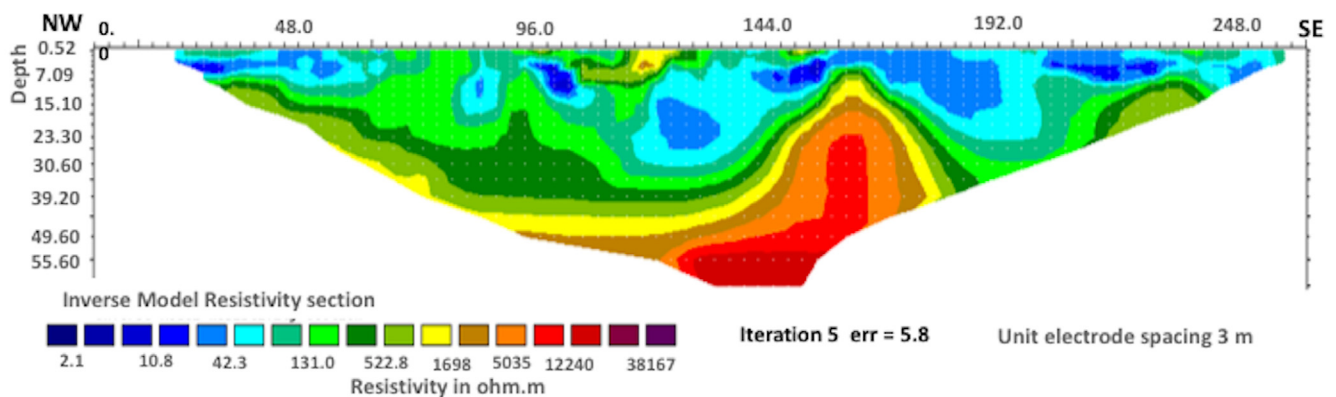 NW 0. 48.0 96.0 144.0 192.0 248.0 SE
Depth
0.52 0
7.09
15.10
23.30
30.60
39.20
49.60
55.60
Inverse Model Resistivity section
2.1 10.8 42.3 131.0 522.8 1698 5035 12240 38167
Resistivity in ohm.m
Iteration 5 err = 5.8
Unit electrode spacing 3 m